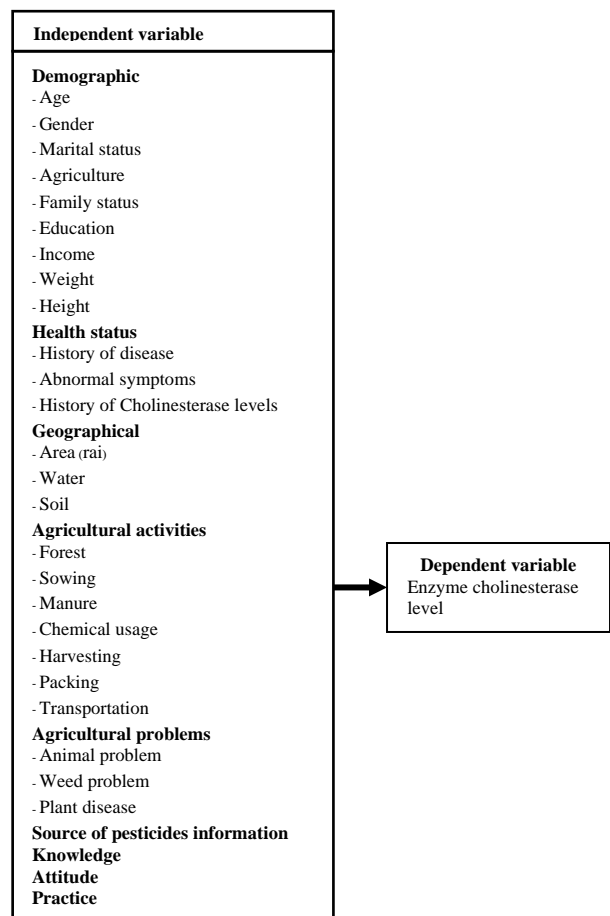 Independent variable
Demographic
- Age
- Gender
- Marital status
- Agriculture
- Family status
- Education
- Income
- Weight
- Height
Health status
- History of disease
- Abnormal symptoms
- History of Cholinesterase levels
Geographical
- Area (rai)
- Water
- Soil
Agricultural activities
- Forest
- Sowing
- Manure
- Chemical usage
- Harvesting
- Packing
- Transportation
Agricultural problems
- Animal problem
- Weed problem
- Plant disease
Source of pesticides information
Knowledge
Attitude
Practice
Dependent variable
Enzyme cholinesterase
level